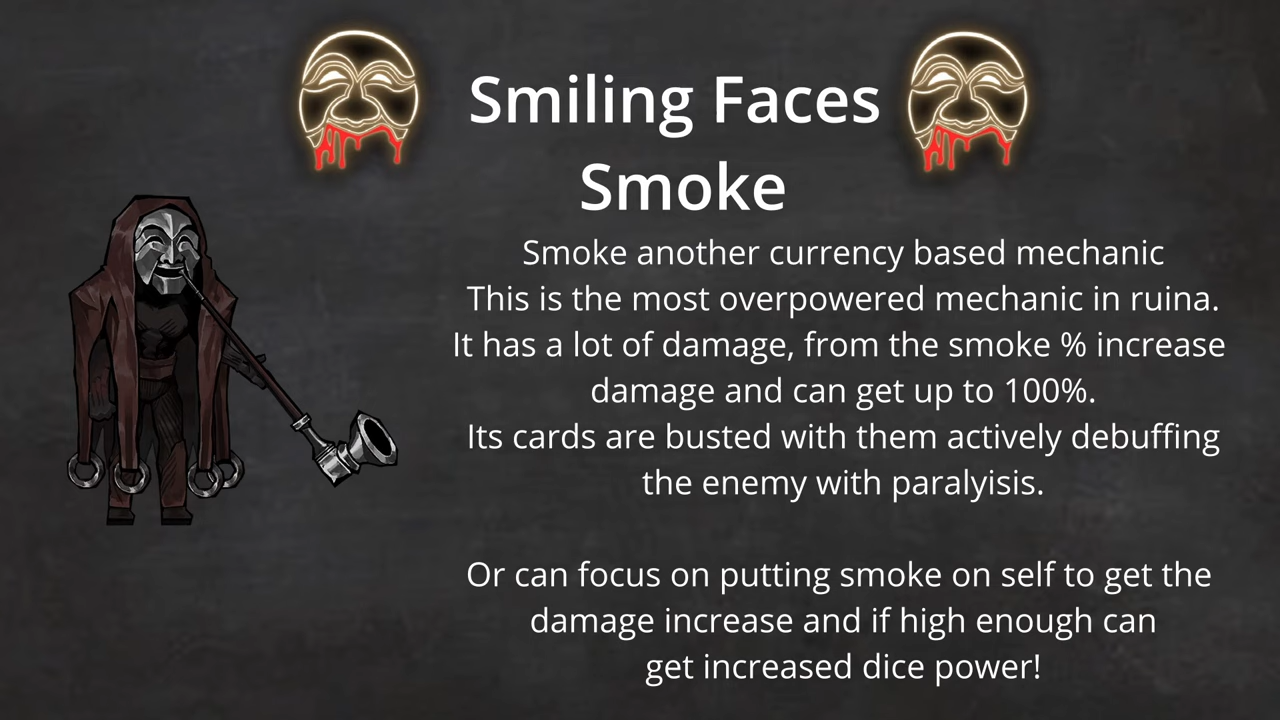 Smiling Faces
Smoke
Smoke another currency based mechanic
This is the most overpowered mechanic in ruina.
It has a lot of damage, from the smoke % increase
damage and can get up to 100%.
Its cards are busted with them actively debuffing
the enemy with paralyisis.
Or can focus on putting smoke on self to get the
damage increase and if high enough can
get increased dice power!